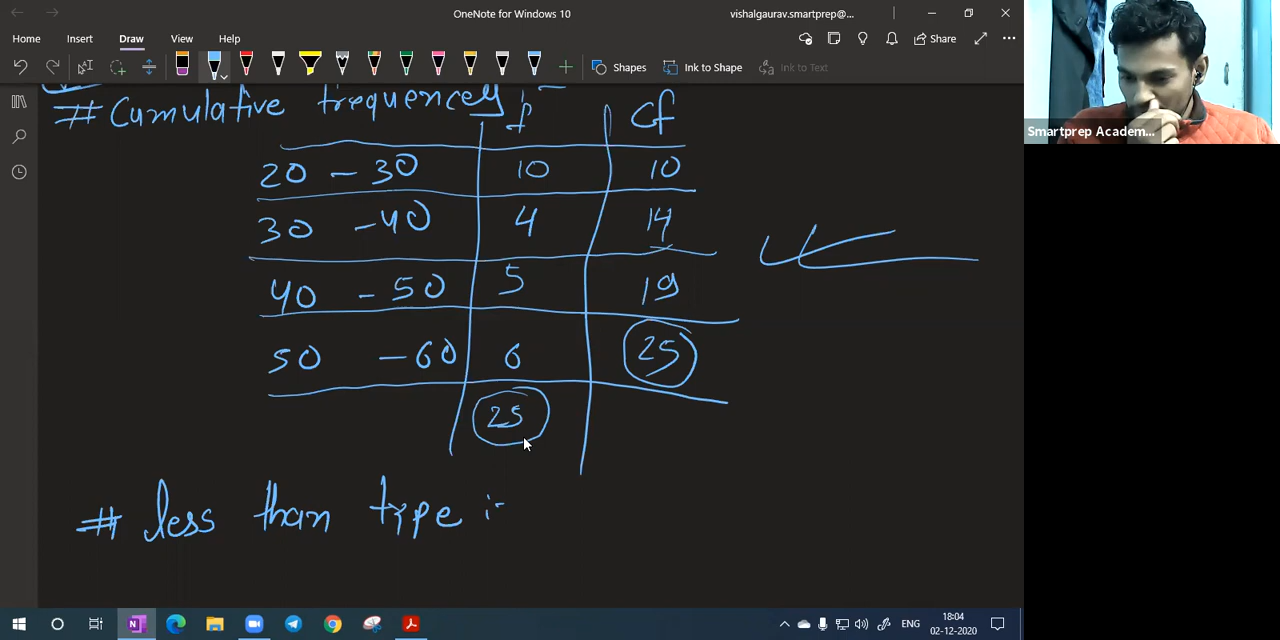 OneNote for Windows 10
vishalgaurav.smartprep@...
Home Insert Draw View Help
Share
Shapes Ink to Shape Ink to Text
# Cumulative frequencey
f cf
20 - 30 10 10
30 - 40 4 14
40 - 50 5 19
50 - 60 6 25
25
# less than type :-
Smartprep Academ...
ENG
18:04
02-12-2020